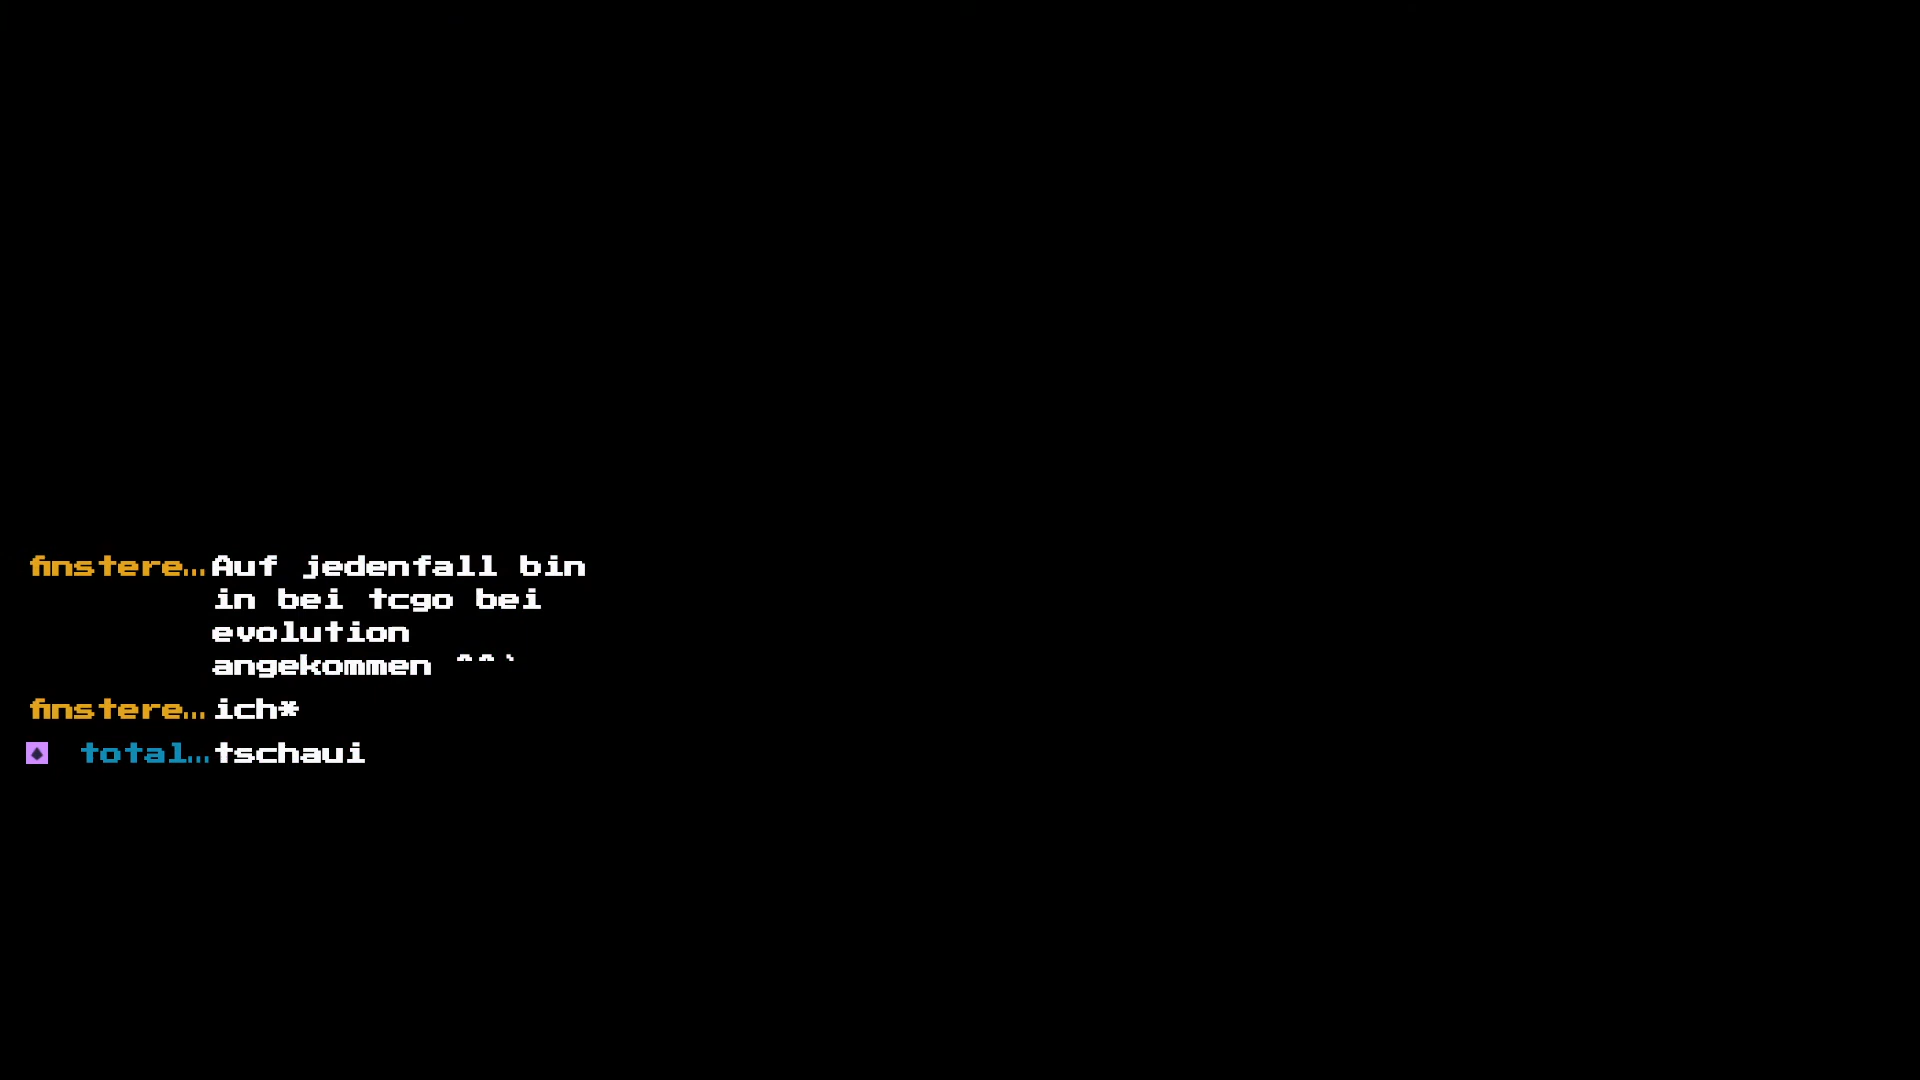 finstere...Auf jedenfall bin
in bei tcgo bei
evolution
angekommen ^^`
finstere...ich*
total...tschaui